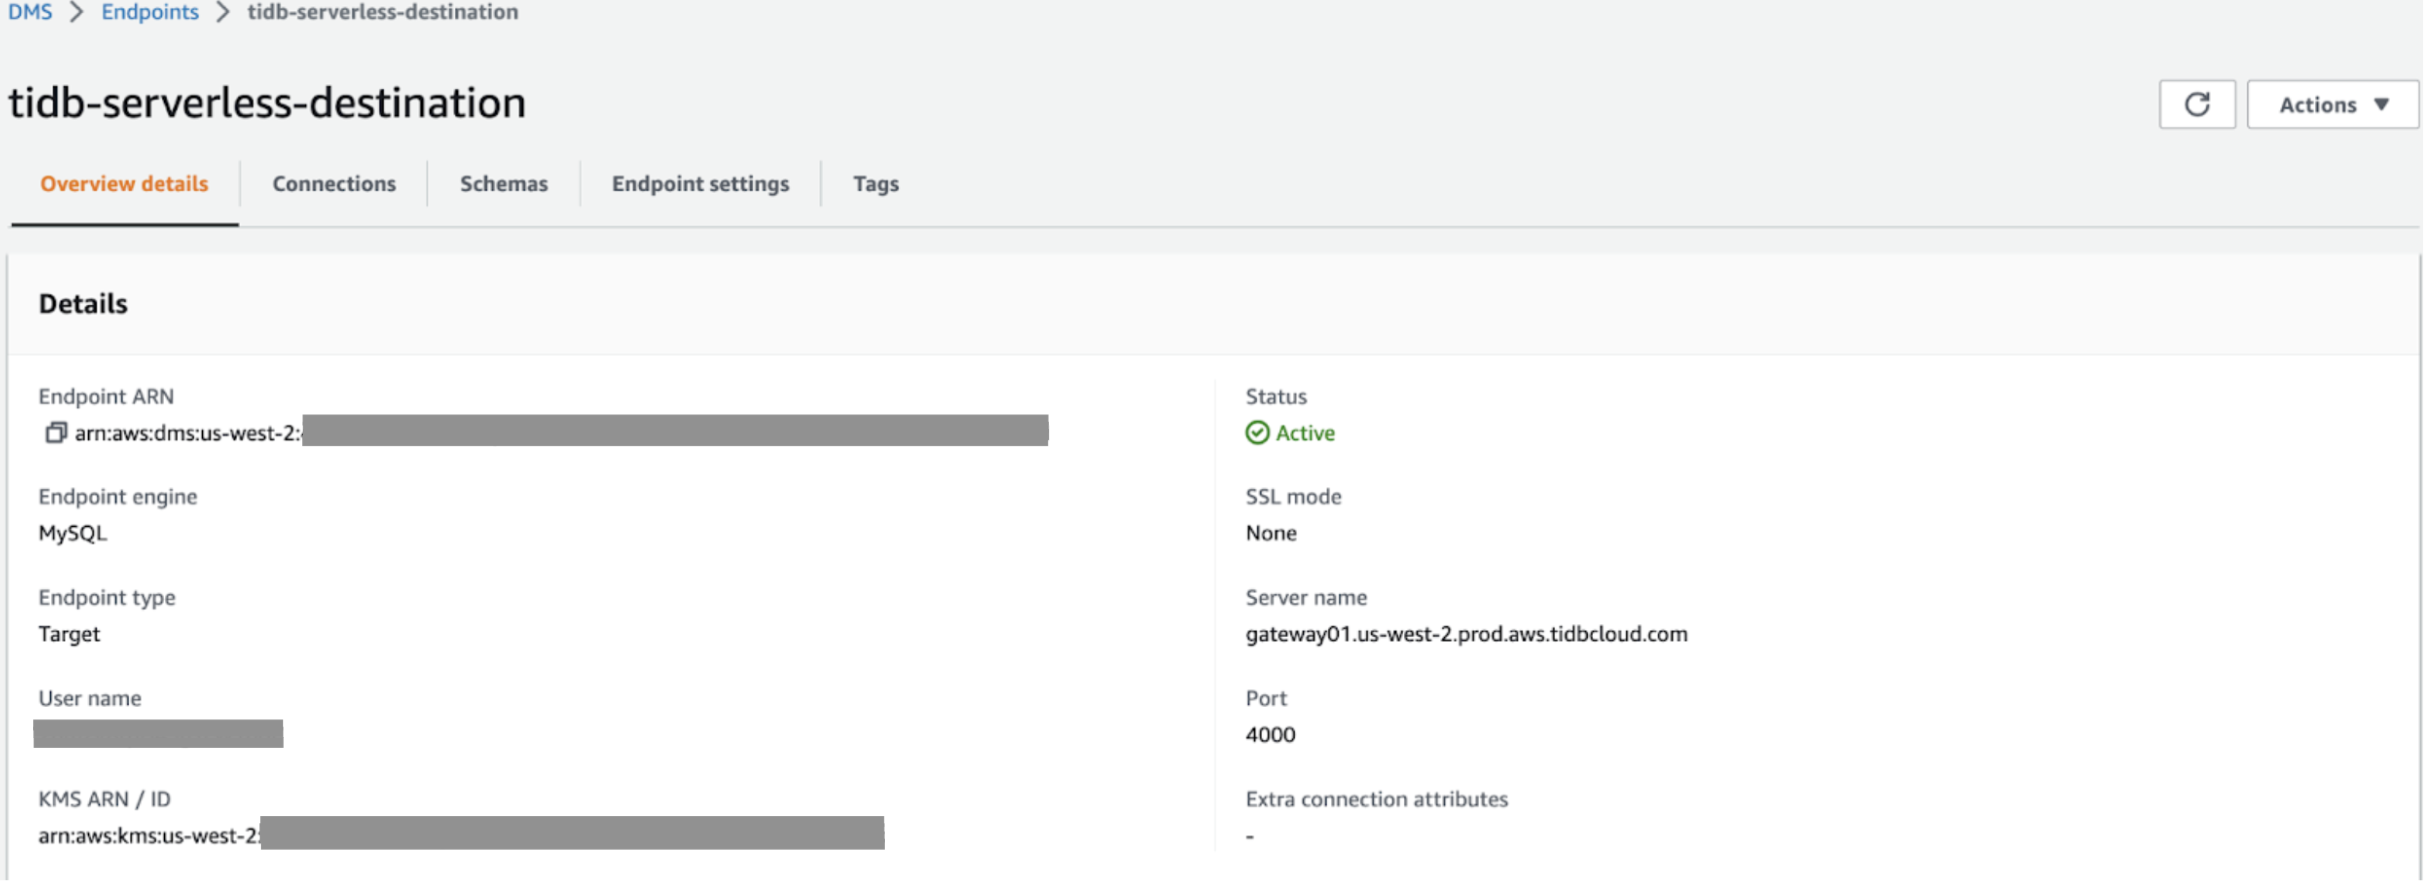 DMS > Endpoints > tidb-serverless-destination
tidb-serverless-destination
Actions
Overview details
Connections
Schemas
Endpoint settings
Tags
Details
Endpoint ARN
arn:aws:dms:us-west-2:
Endpoint engine
MySQL
Endpoint type
Target
User name
KMS ARN / ID
arn:aws:kms:us-west-2:
Status
Active
SSL mode
None
Server name
gateway01.us-west-2.prod.aws.tidbcloud.com
Port
4000
Extra connection attributes
-